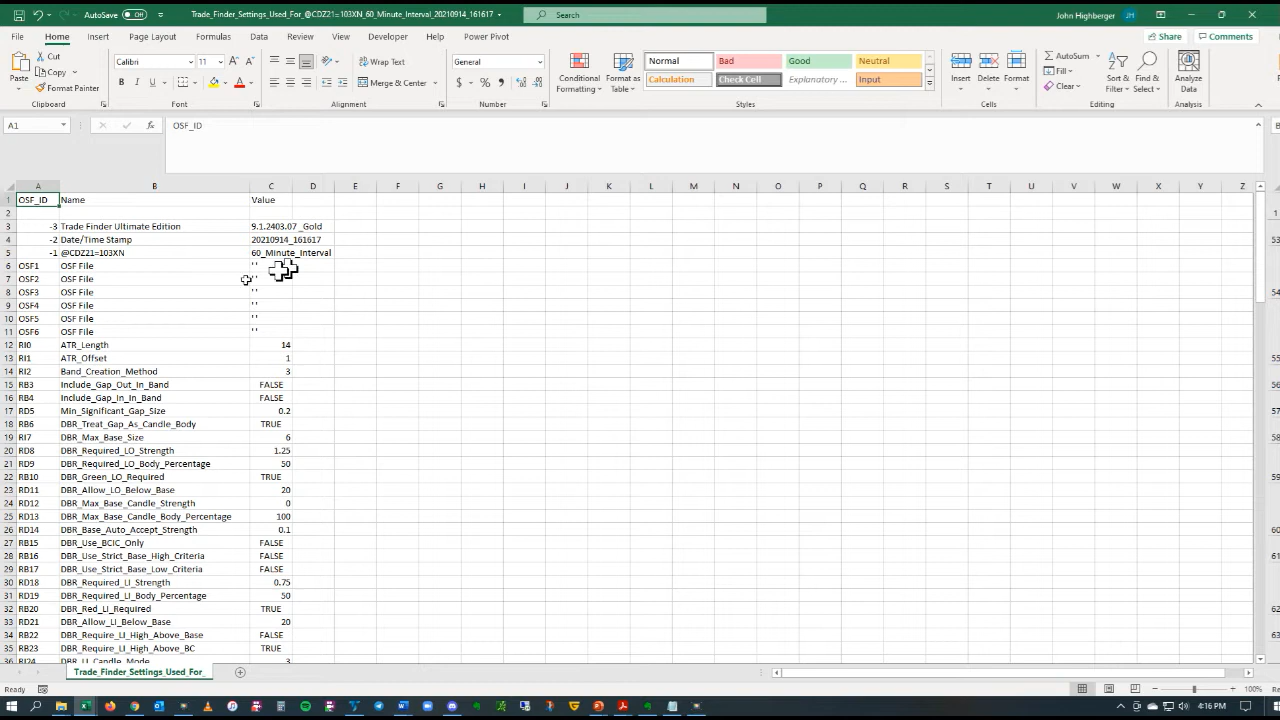 AutoSave Off Trade_Finder_Settings_Used_For_@CDZ21=103XN_60_Minute_Interval_20210914_161617 Search John Highberger JH
File Home Insert Page Layout Formulas Data Review View Automate Developer Help Power Pivot Share Comments
Paste Cut Copy Format Painter Clipboard
Calibri 11 B I U Font
Wrap Text Merge & Center Alignment
General $ % Number
Conditional Formatting Format as Table Normal Bad Good Neutral Calculation Check Cell Explanatory ... Input Styles
Insert Delete Format Cells
AutoSum Fill Clear Sort & Filter Find & Select Editing
Analyze Data Analysis
A1 fx OSF_ID
A B C D E F G H I J K L M N O P Q R S T U V W X Y Z
1 OSF_ID Name Value
2
3 -3 Trade Finder Ultimate Edition 9.1.2403.07_Gold
4 -2 Date/Time Stamp 20210914_161617
5 -1 @CDZ21=103XN 60_Minute_Interval
6 OSF1 OSF File ' '
7 OSF2 OSF File ' '
8 OSF3 OSF File ' '
9 OSF4 OSF File ' '
10 OSF5 OSF File ' '
11 OSF6 OSF File ' '
12 RI0 ATR_Length 14
13 RI1 ATR_Offset 1
14 RI2 Band_Creation_Method 3
15 RB3 Include_Gap_Out_In_Band FALSE
16 RB4 Include_Gap_In_In_Band FALSE
17 RD5 Min_Significant_Gap_Size 0.2
18 RB6 DBR_Treat_Gap_As_Candle_Body TRUE
19 RI7 DBR_Max_Base_Size 6
20 RD8 DBR_Required_LO_Strength 1.25
21 RD9 DBR_Required_LO_Body_Percentage 50
22 RB10 DBR_Green_LO_Required TRUE
23 RD11 DBR_Allow_LO_Below_Base 20
24 RD12 DBR_Max_Base_Candle_Strength 0
25 RD13 DBR_Max_Base_Candle_Body_Percentage 100
26 RD14 DBR_Base_Auto_Accept_Strength 0.1
27 RB15 DBR_Use_BCIC_Only FALSE
28 RB16 DBR_Use_Strict_Base_High_Criteria FALSE
29 RB17 DBR_Use_Strict_Base_Low_Criteria FALSE
30 RD18 DBR_Required_LI_Strength 0.75
31 RD19 DBR_Required_LI_Body_Percentage 50
32 RB20 DBR_Red_LI_Required TRUE
33 RD21 DBR_Allow_LI_Below_Base 20
34 RB22 DBR_Require_LI_High_Above_Base FALSE
35 RB23 DBR_Require_LI_High_Above_BC TRUE
36 RI24 DBR_LI_Candle_Mode 3
Trade_Finder_Settings_Used_For_
Ready 100%
4:16 PM